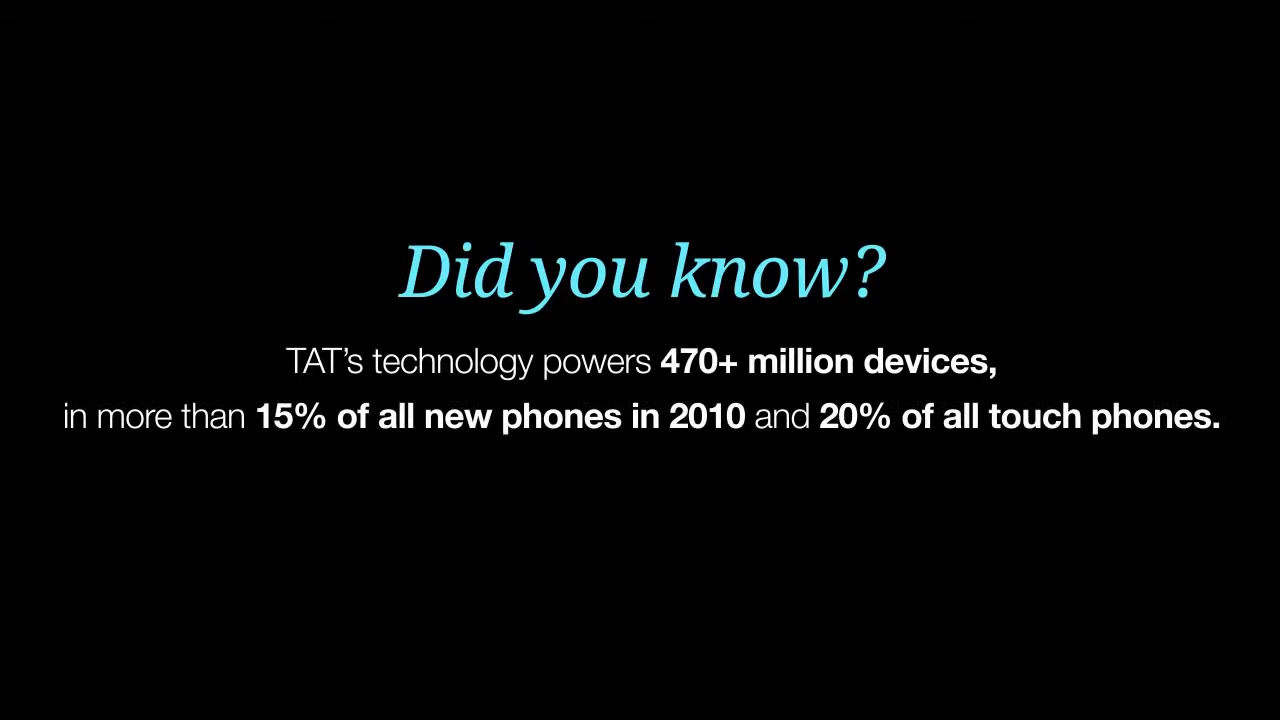 Did you know?
TAT’s technology powers 470+ million devices,
in more than 15% of all new phones in 2010 and 20% of all touch phones.